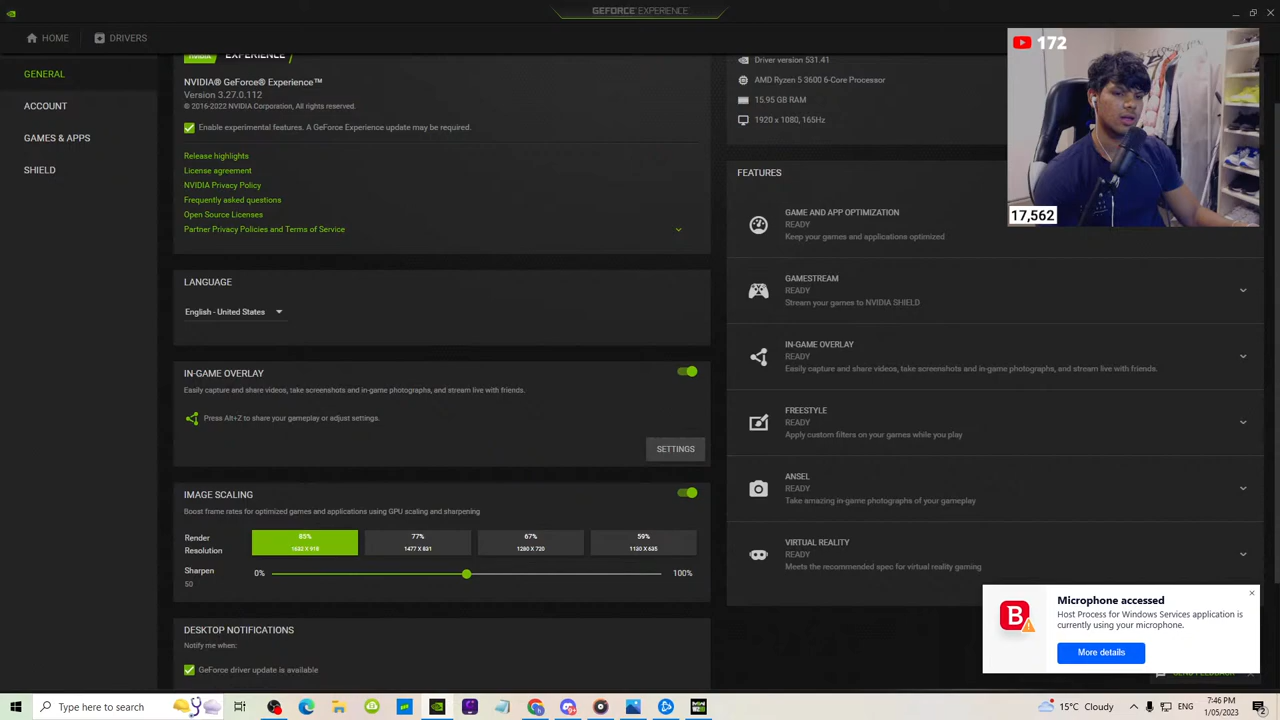 GEFORCE EXPERIENCE
HOME
DRIVERS
GENERAL
ACCOUNT
GAMES & APPS
SHIELD
EXPERIENCE
NVIDIA® GeForce® Experience™
Version 3.27.0.112
© 2016-2022 NVIDIA Corporation, All rights reserved.
Enable experimental features. A GeForce Experience update may be required.
Release highlights
License agreement
NVIDIA Privacy Policy
Frequently asked questions
Open Source Licenses
Partner Privacy Policies and Terms of Service
LANGUAGE
English - United States
IN-GAME OVERLAY
Easily capture and share videos, take screenshots and in-game photographs, and stream live with friends.
Press Alt+Z to share your gameplay or adjust settings.
SETTINGS
IMAGE SCALING
Boost frame rates for optimized games and applications using GPU scaling and sharpening
Render
Resolution
85%
1632 X 918
77%
1477 X 831
67%
1280 X 720
59%
1130 X 635
Sharpen
50
0%
100%
DESKTOP NOTIFICATIONS
Notify me when:
GeForce driver update is available
Driver version 531.41
AMD Ryzen 5 3600 6-Core Processor
15.95 GB RAM
1920 x 1080, 165Hz
FEATURES
GAME AND APP OPTIMIZATION
READY
Keep your games and applications optimized
GAMESTREAM
READY
Stream your games to NVIDIA SHIELD
IN-GAME OVERLAY
READY
Easily capture and share videos, take screenshots and in-game photographs, and stream live with friends.
FREESTYLE
READY
Apply custom filters on your games while you play
ANSEL
READY
Take amazing in-game photographs of your gameplay
VIRTUAL REALITY
READY
Meets the recommended spec for virtual reality gaming
172
17,562
B
Microphone accessed
Host Process for Windows Services application is
currently using your microphone.
More details
SEND FEEDBACK
Type here to search
15°C Cloudy
7:46 PM
1/05/2023